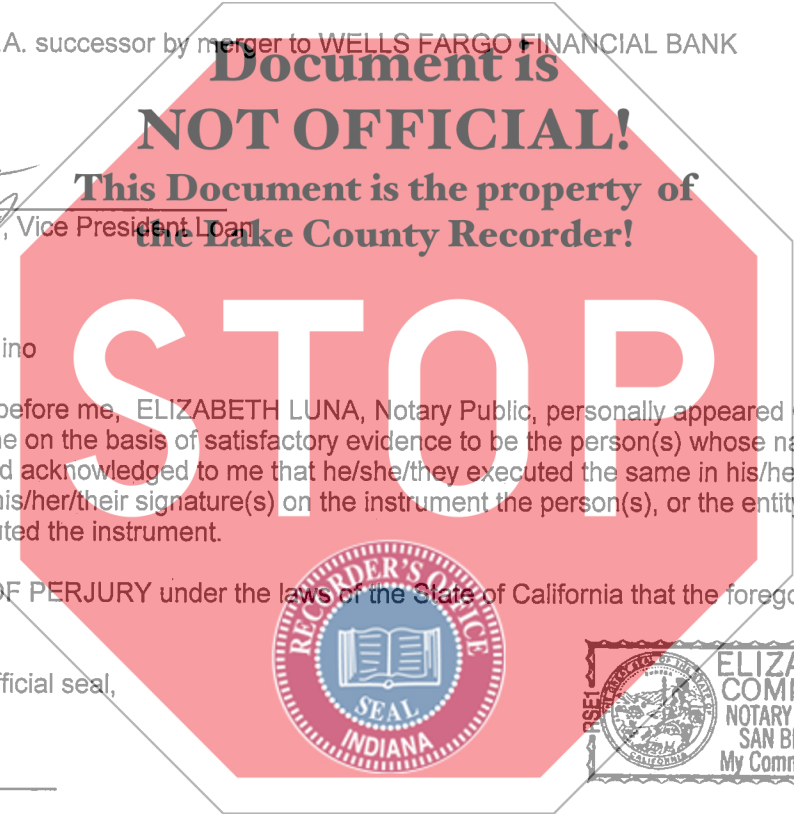 .A. successor by merger to WELLS FARGO FINANCIAL BANK
Document is
NOT OFFICIAL!
This Document is the property of
, Vice President Loan
the Lake County Recorder!
STOP
ino
before me, ELIZABETH LUNA, Notary Public, personally appeared
ne on the basis of satisfactory evidence to be the person(s) whose na
d acknowledged to me that he/she/they executed the same in his/he
his/her/their signature(s) on the instrument the person(s), or the entity
uted the instrument.
OF PERJURY under the laws of the State of California that the forego
fficial seal,
RECORDER'S OFFICE
SEAL
INDIANA
RSE1
ELIZA
COMM
NOTARY
SAN BE
My Comm
CALIFORNIA